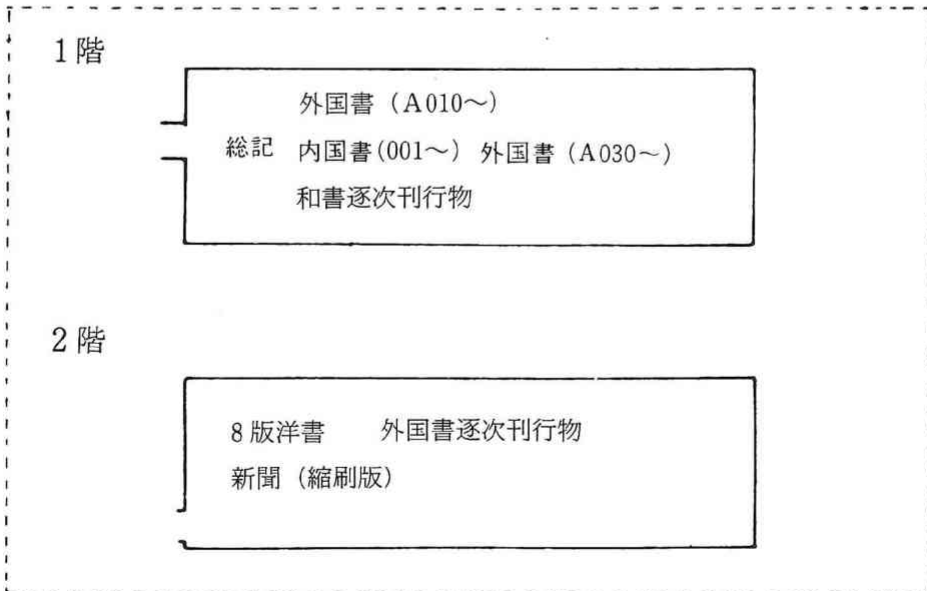 1階
外国書（A010～）
総記 内国書(001～) 外国書（A030～）
和書逐次刊行物
2階
8版洋書 外国書逐次刊行物
新聞（縮刷版）